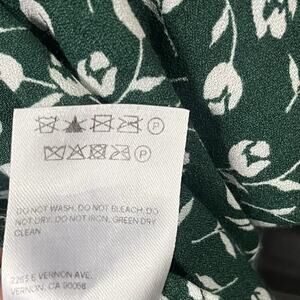 P
P
DO NOT WASH, DO NOT BLEACH, DO
NOT DRY, DO NOT IRON, GREEN DRY
CLEAN
2263 E VERNON AVE,
VERNON, CA 90058